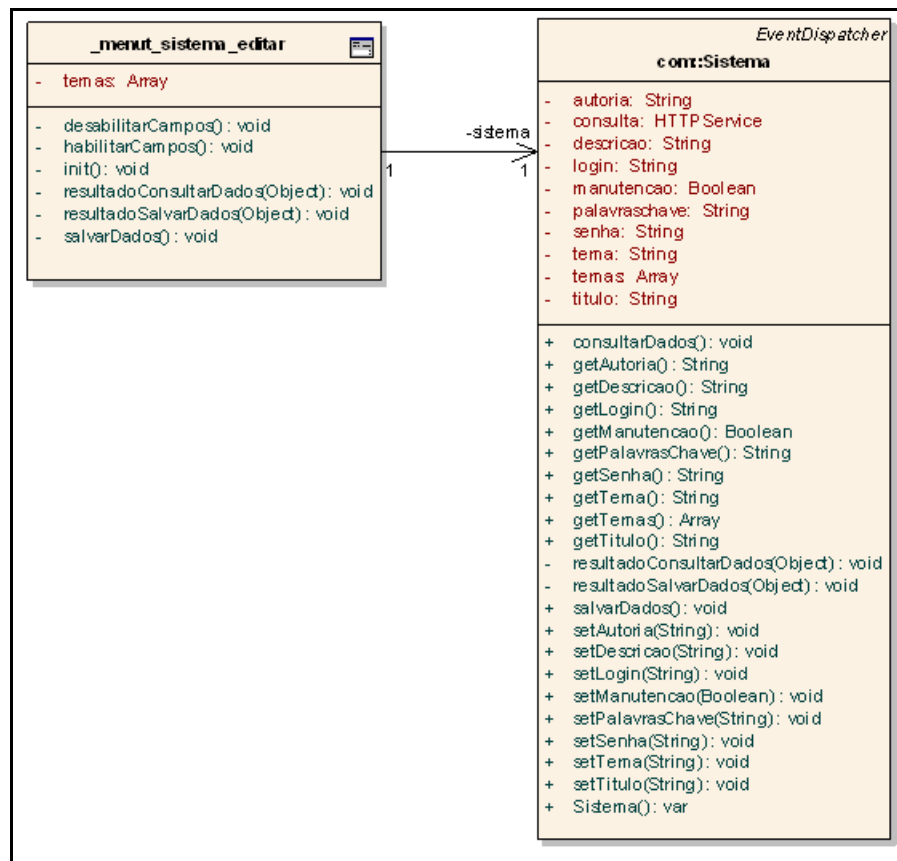 _menut_sistema_editar
- temas: Array
- desabilitarCampos() : void
- habilitarCampos() : void
- init() : void
- resultadoConsultarDados(Object) : void
- resultadoSalvarDados(Object) : void
- salvarDados() : void
-sistema
1
1
EventDispatcher
cont::Sistema
- autoria: String
- consulta: HTTPService
- descricao: String
- login: String
- manutencao: Boolean
- palavraschave: String
- senha: String
- tema: String
- temas: Array
- titulo: String
+ consultarDados() : void
+ getAutoria() : String
+ getDescricao() : String
+ getLogin() : String
+ getManutencao() : Boolean
+ getPalavrasChave() : String
+ getSenha() : String
+ getTema() : String
+ getTemas() : Array
+ getTitulo() : String
- resultadoConsultarDados(Object) : void
- resultadoSalvarDados(Object) : void
+ salvarDados() : void
+ setAutoria(String) : void
+ setDescricao(String) : void
+ setLogin(String) : void
+ setManutencao(Boolean) : void
+ setPalavrasChave(String) : void
+ setSenha(String) : void
+ setTema(String) : void
+ setTitulo(String) : void
+ Sistema() : var